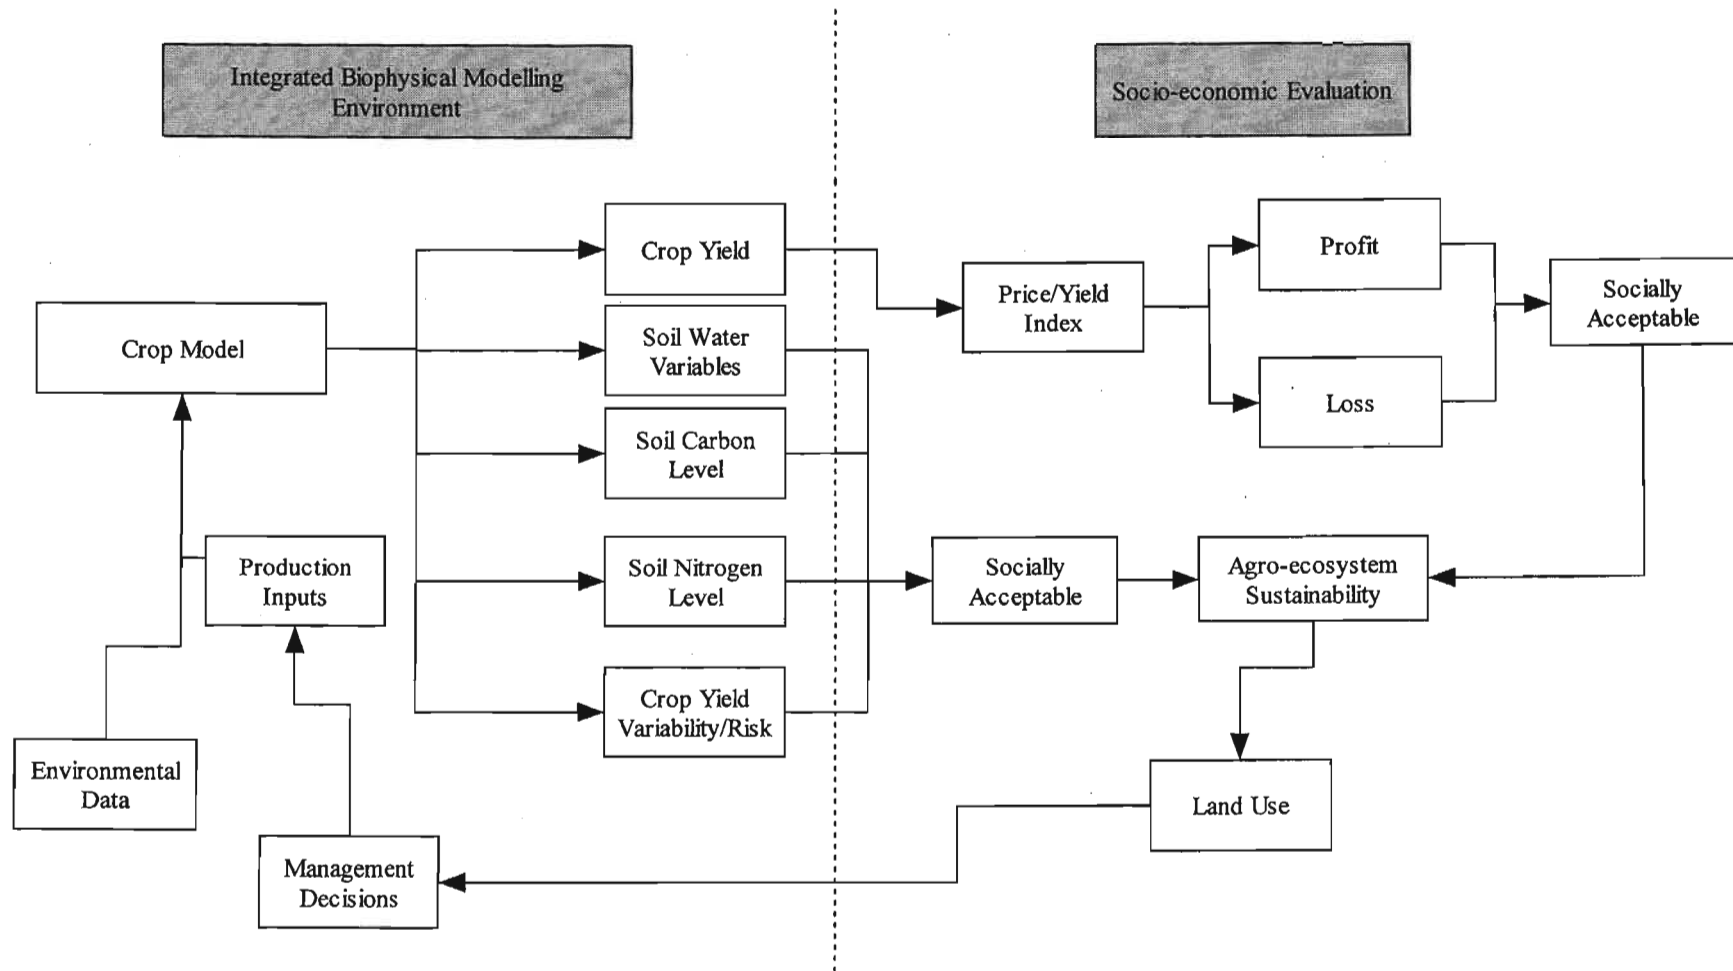 Integrated Biophysical Modelling
Environment
Socio-economic Evaluation
Crop Yield
Profit
Price/Yield
Index
Socially
Acceptable
Soil Water
Variables
Crop Model
Loss
Soil Carbon
Level
Production
Inputs
Soil Nitrogen
Level
Socially
Acceptable
Agro-ecosystem
Sustainability
Crop Yield
Variability/Risk
Environmental
Data
Land Use
Management
Decisions